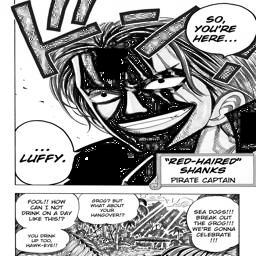 SO,
YOU'RE
HERE...
...
LUFFY.
"RED-HAIRED"
SHANKS
PIRATE CAPTAIN
FOOL!! HOW
CAN I NOT
DRINK ON A DAY
LIKE THIS!?
YOU DRINK
UP TOO,
HAWK-EYE!!
GROG? BUT
WHAT ABOUT
YOUR
HANGOVER!?
SEA DOGS!!!
BREAK OUT
THE GROG!!!
WE'RE GONNA
CELEBRATE
!!!